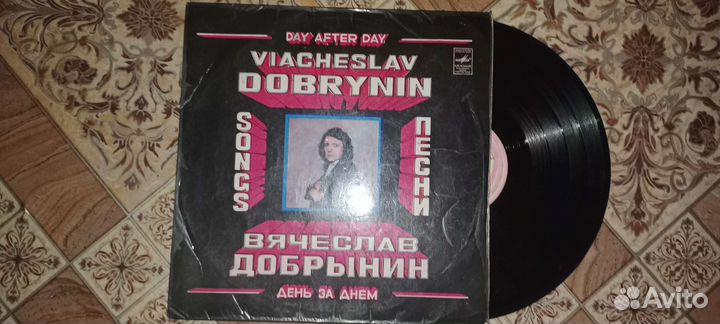 DAY AFTER DAY
VIACHESLAV
DOBRYNIN
SONGS
ПЕСНИ
ВЯЧЕСЛАВ
ДОБРЫНИН
ДЕНЬ ЗА ДНЕМ
Avito